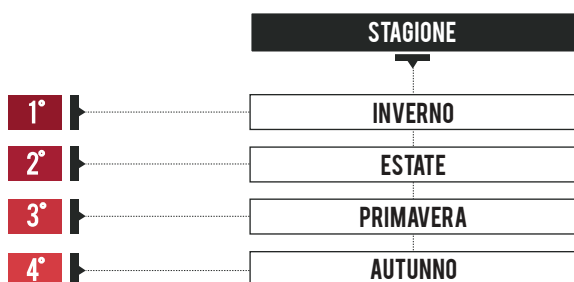 STAGIONE
1° INVERNO
2° ESTATE
3° PRIMAVERA
4° AUTUNNO